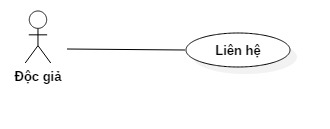 Liên hệ
Độc giả